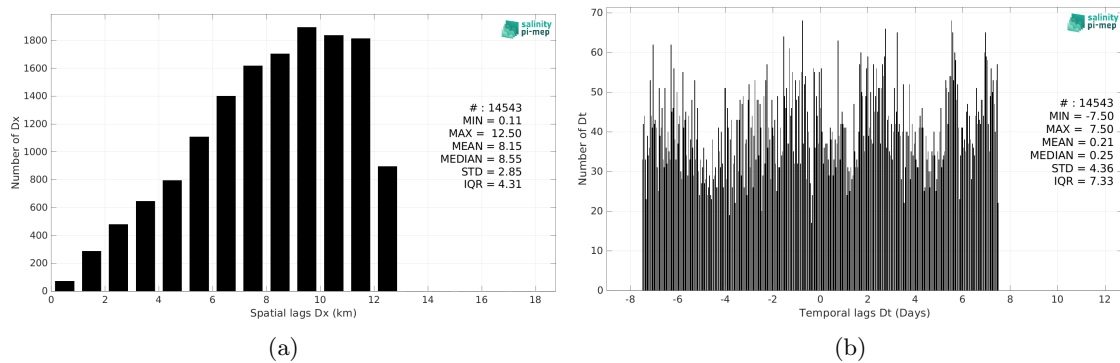 salinity
pi-mep
1800
1600
1400
1200
1000
800
600
400
200
0
Number of Dx
# : 14543
MIN = 0.11
MAX = 12.50
MEAN = 8.15
MEDIAN = 8.55
STD = 2.85
IQR = 4.31
0 2 4 6 8 10 12 14 16 18
Spatial lags Dx (km)
(a)
salinity
pi-mep
70
60
50
40
30
20
10
0
Number of Dt
# : 14543
MIN = -7.50
MAX = 7.50
MEAN = 0.21
MEDIAN = 0.25
STD = 4.36
IQR = 7.33
-8 -6 -4 -2 0 2 4 6 8 10 12
Temporal lags Dt (Days)
(b)